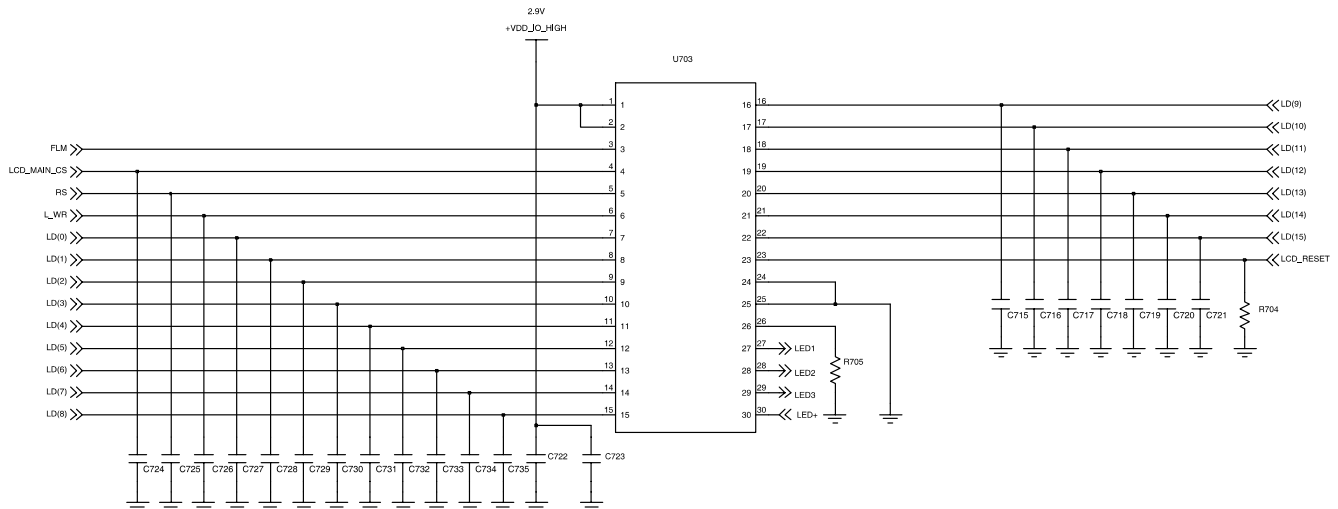 2.9V
+VDD_IO_HIGH
U703
1 1 16 16 LD(9)
2 2 17 17 LD(10)
FLM 3 3 18 18 LD(11)
LCD_MAIN_CS 4 4 19 19 LD(12)
RS 5 5 20 20 LD(13)
L_WR 6 6 21 21 LD(14)
LD(0) 7 7 22 22 LD(15)
LD(1) 8 8 23 23 LCD_RESET
LD(2) 9 9 24 24
LD(3) 10 10 25 25
C715 C716 C717 C718 C719 C720 C721 R704
LD(4) 11 11 26 26
LD(5) 12 12 27 27 LED1
R705
LD(6) 13 13 28 28 LED2
LD(7) 14 14 29 29 LED3
LD(8) 15 15 30 30 LED+
C724 C725 C726 C727 C728 C729 C730 C731 C732 C733 C734 C735 C722 C723